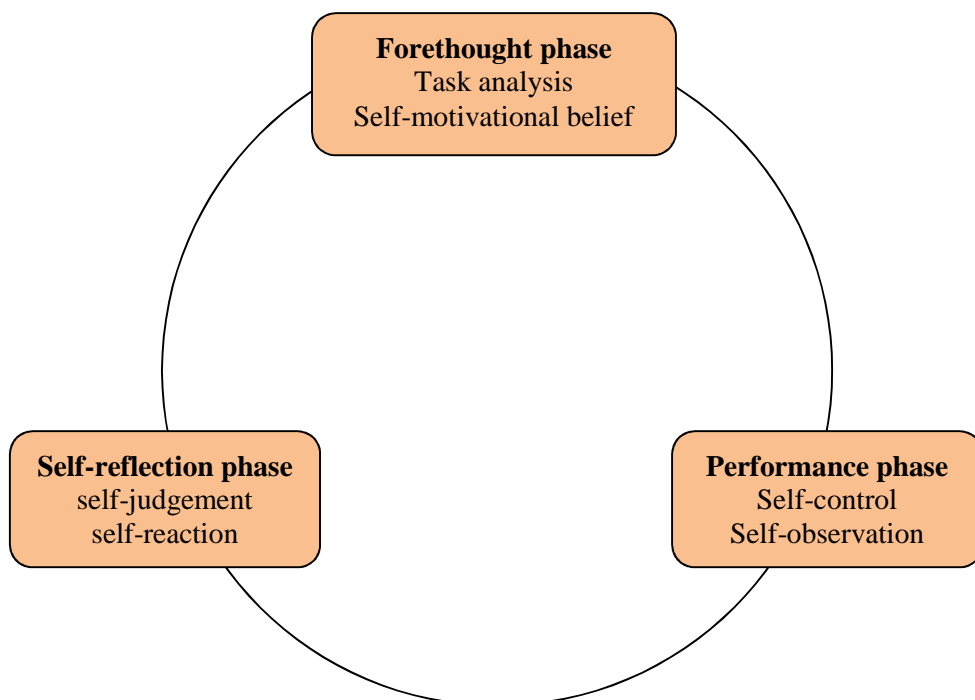 Forethought phase
Task analysis
Self-motivational belief
Self-reflection phase
self-judgement
self-reaction
Performance phase
Self-control
Self-observation